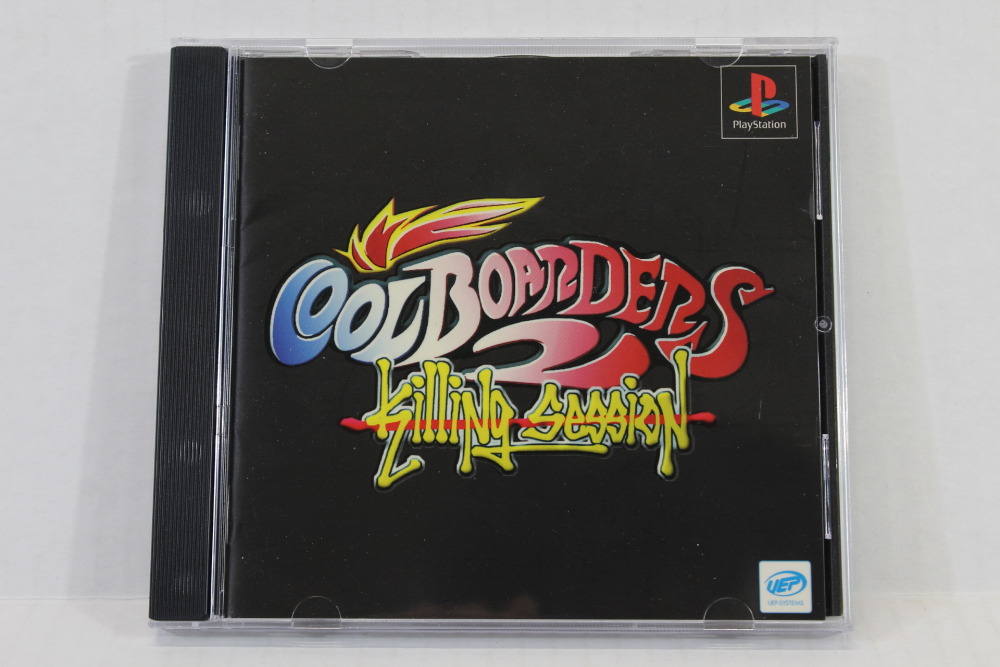 PlayStation
COOLBOARDERS
2
Killing Session
UEP
UEP SYSTEMS